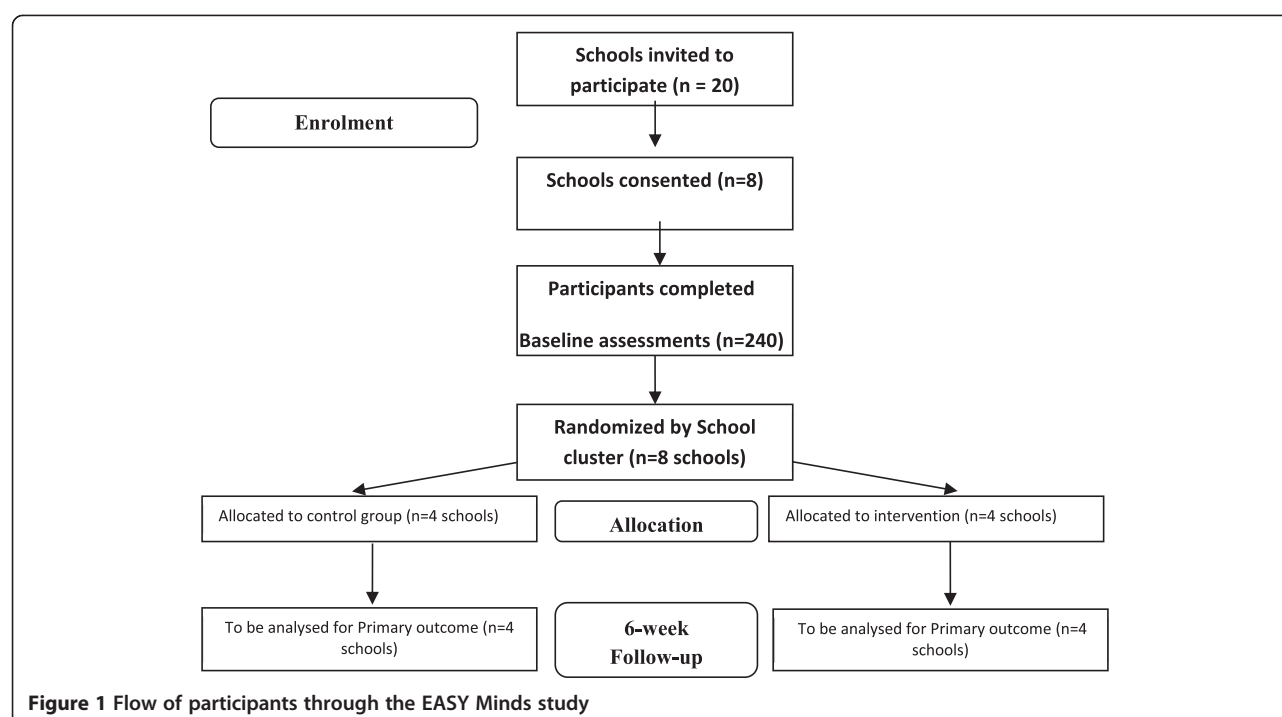 Schools invited to
participate (n = 20)
Enrolment
Schools consented (n=8)
Participants completed
Baseline assessments (n=240)
Randomized by School
cluster (n=8 schools)
Allocated to control group (n=4 schools)
Allocation
Allocated to intervention (n=4 schools)
To be analysed for Primary outcome (n=4
schools)
6-week
Follow-up
To be analysed for Primary outcome (n=4
schools)
Figure 1 Flow of participants through the EASY Minds study